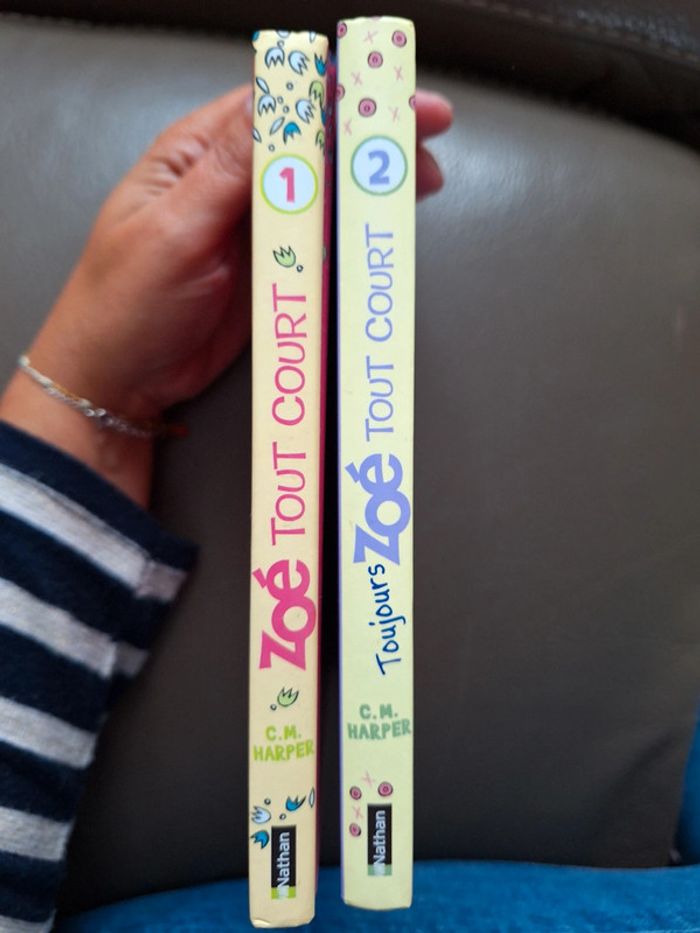 1
Zoé TOUT COURT
C.M.
HARPER
Nathan
2
Toujours Zoé TOUT COURT
C.M.
HARPER
Nathan